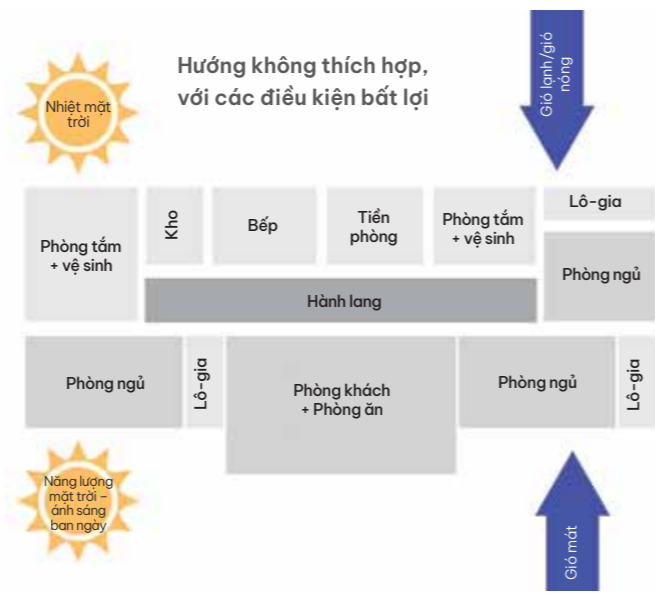 Hướng không thích hợp,
với các điều kiện bất lợi
Nhiệt mặt
trời
Gió lạnh/gió
nóng
Phòng tắm
+ vệ sinh
Kho
Bếp
Tiền
phòng
Phòng tắm
+ vệ sinh
Lô-gia
Phòng ngủ
Hành lang
Phòng ngủ
Lô-gia
Phòng khách
+ Phòng ăn
Phòng ngủ
Lô-gia
Năng lượng
mặt trời –
ánh sáng
ban ngày
Gió mát